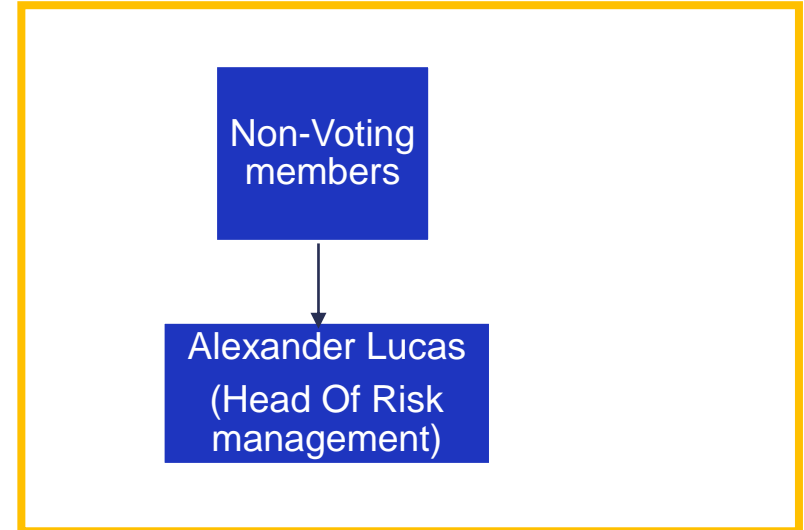 Non-Voting
members
Alexander Lucas
(Head Of Risk
management)